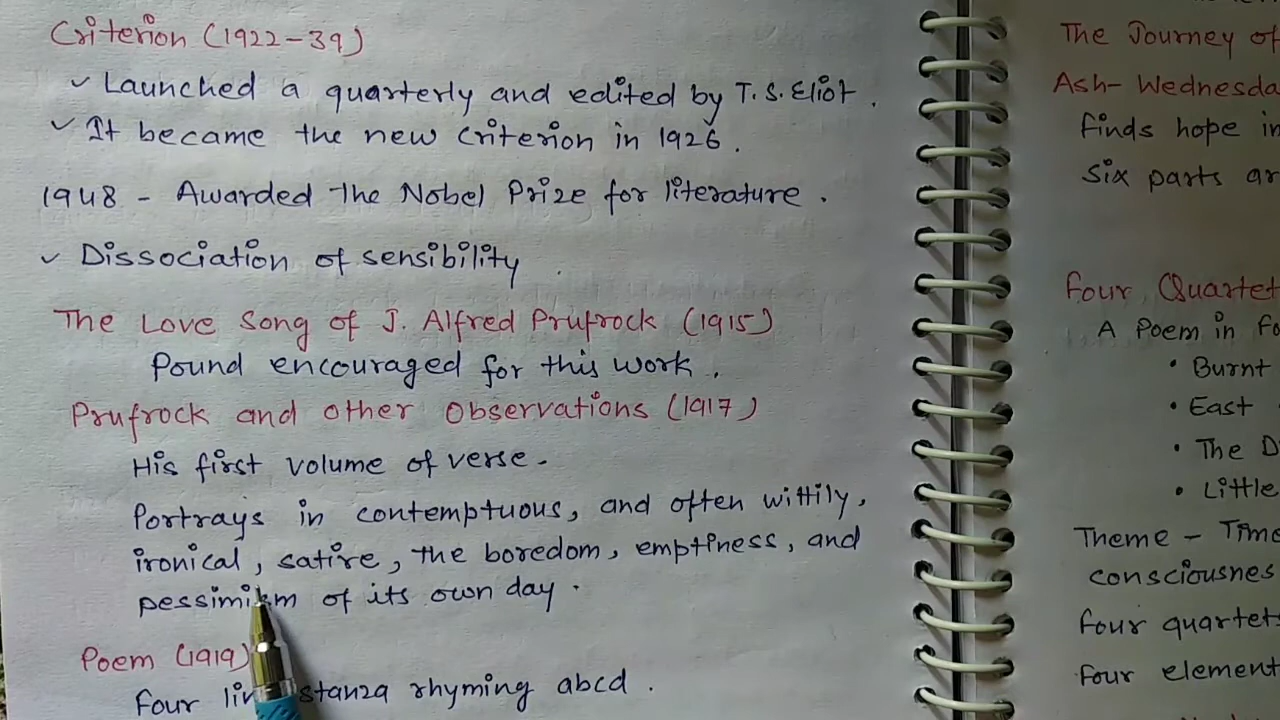 Criterion (1922-39)
✓ Launched a quarterly and edited by T.S. Eliot.
✓ It became the new Criterion in 1926.
1948 - Awarded the Nobel Prize for literature.
✓ Dissociation of sensibility
The Love Song of J. Alfred Prufrock (1915)
Pound encouraged for this work.
Prufrock and other Observations (1917)
His first volume of verse.
Portrays in contemptuous, and often wittily,
ironical, satire, the boredom, emptiness, and
pessimism of its own day.
Poem (1919)
four stanza rhyming abcd.
The Journey of
Ash- Wednesda
finds hope in
Six parts ar
Four Quartet
A Poem in Fo
• Burnt
• East
• The D
• Little
Theme - Time
consciousnes
four quartets
four element